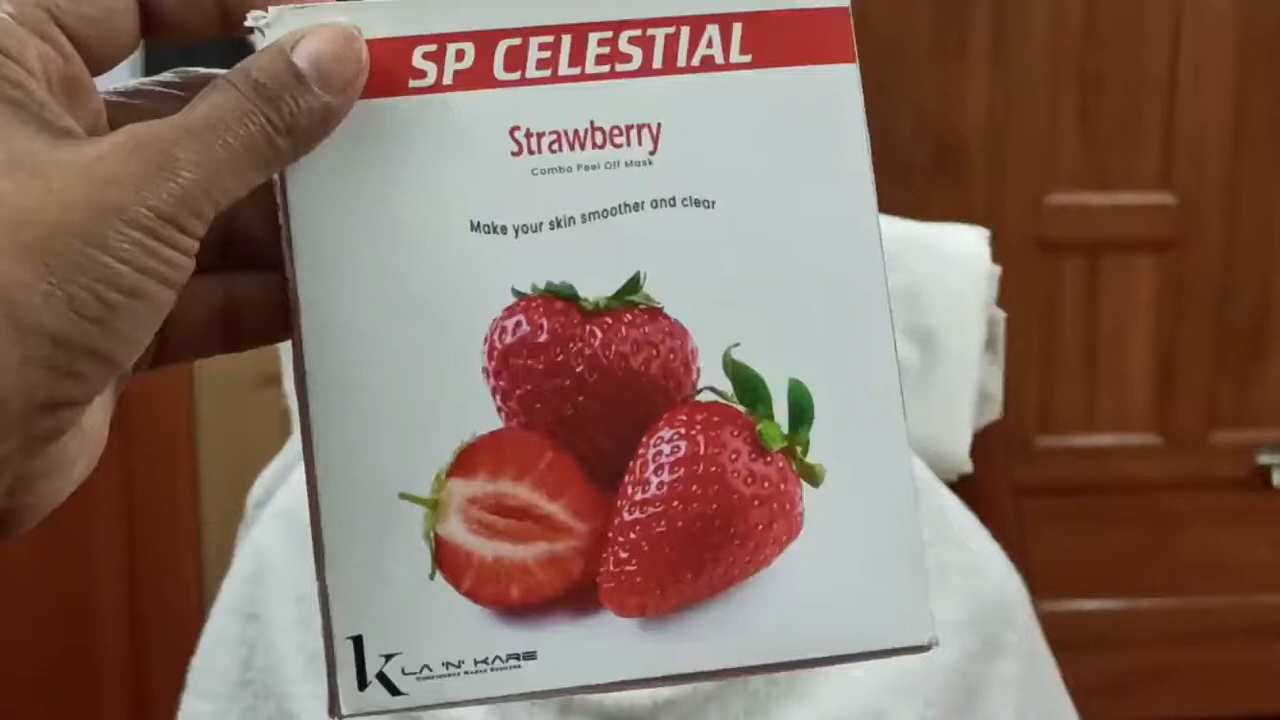 SP CELESTIAL
Strawberry
Combo Peel Off Mask
Make your skin smoother and clear
K LA 'N' KARE